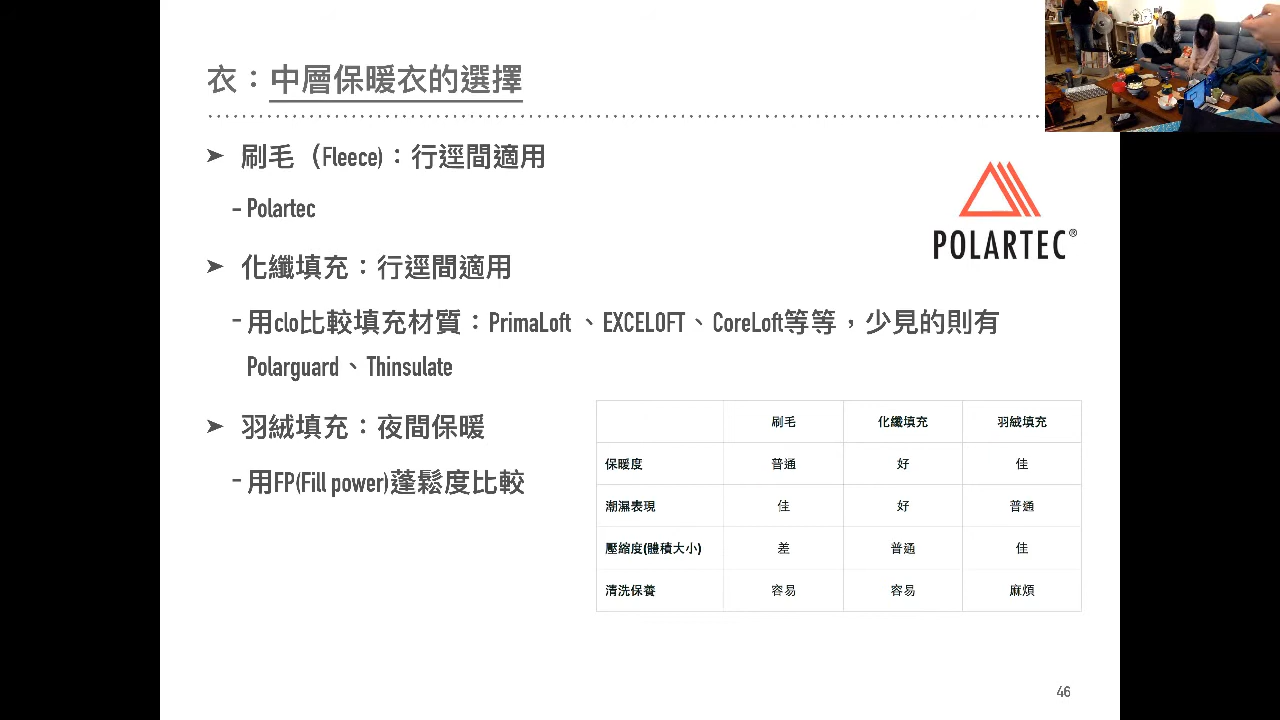 衣：中層保暖衣的選擇
➤ 刷毛（Fleece)：行逕間適用
- Polartec
POLARTEC®
➤ 化纖填充：行逕間適用
- 用clo比較填充材質：PrimaLoft 、EXCELOFT、CoreLoft等等，少見的則有
Polarguard、Thinsulate
➤ 羽絨填充：夜間保暖
- 用FP(Fill power)蓬鬆度比較
刷毛 化纖填充 羽絨填充
保暖度 普通 好 佳
潮濕表現 佳 好 普通
壓縮度(體積大小) 差 普通 佳
清洗保養 容易 容易 麻煩
46